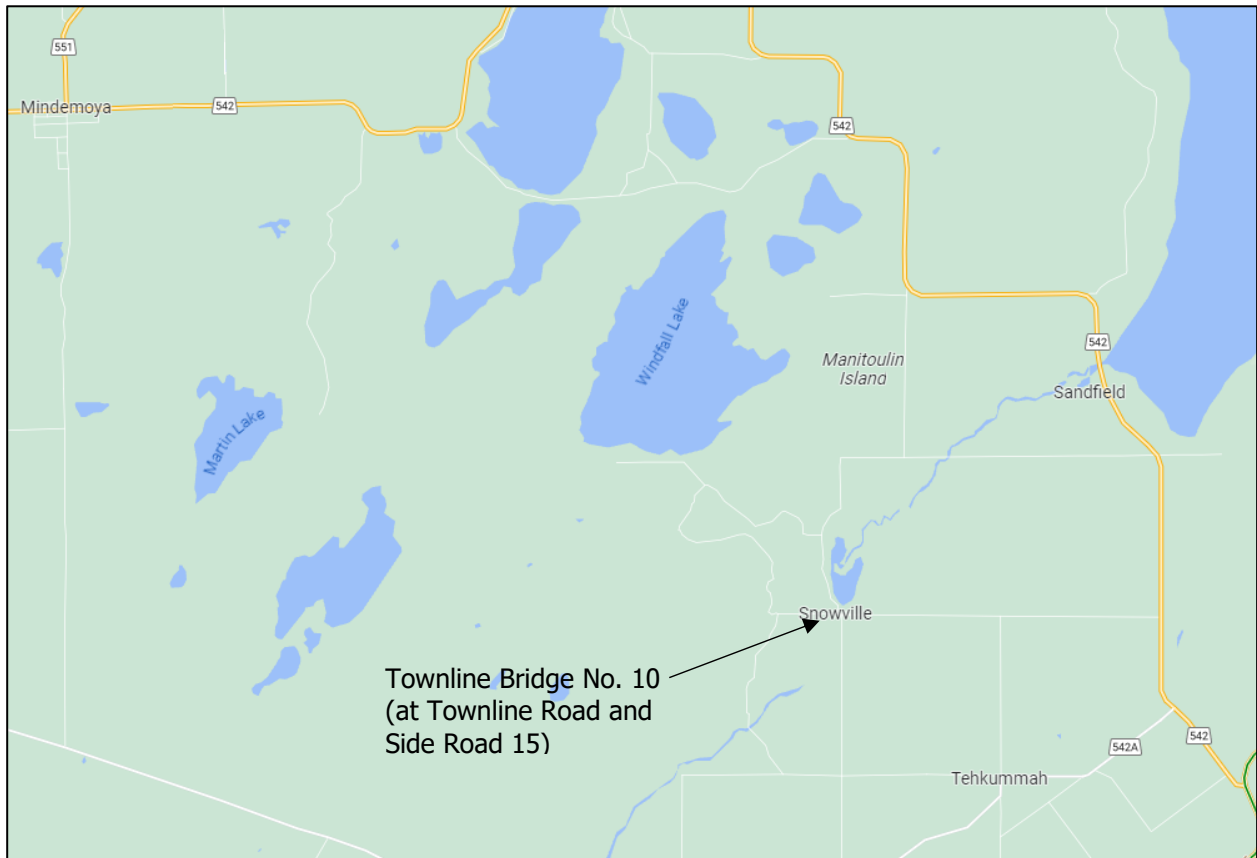 551
Mindemoya
542
542
Windfall Lake
Manitoulin
Island
542
Sandfield
Martin Lake
Snowville
Townline Bridge No. 10
(at Townline Road and
Side Road 15)
542A
542
Tehkummah